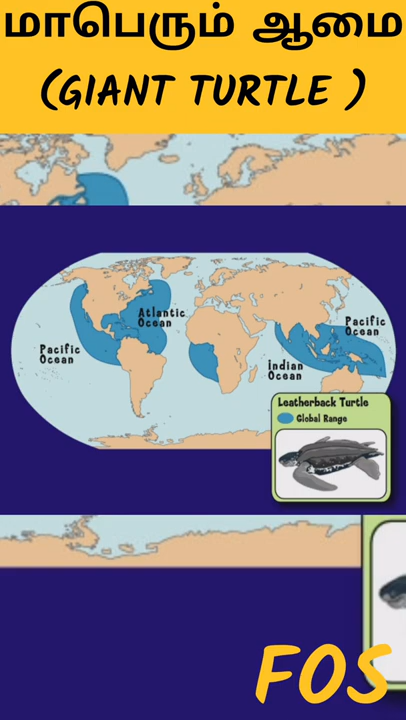 மாபெரும் ஆமை
(GIANT TURTLE )
Atlantic
Ocean
Pacific
Ocean
Pacific
Ocean
Indian
Ocean
Leatherback Turtle
Global Range
FOS